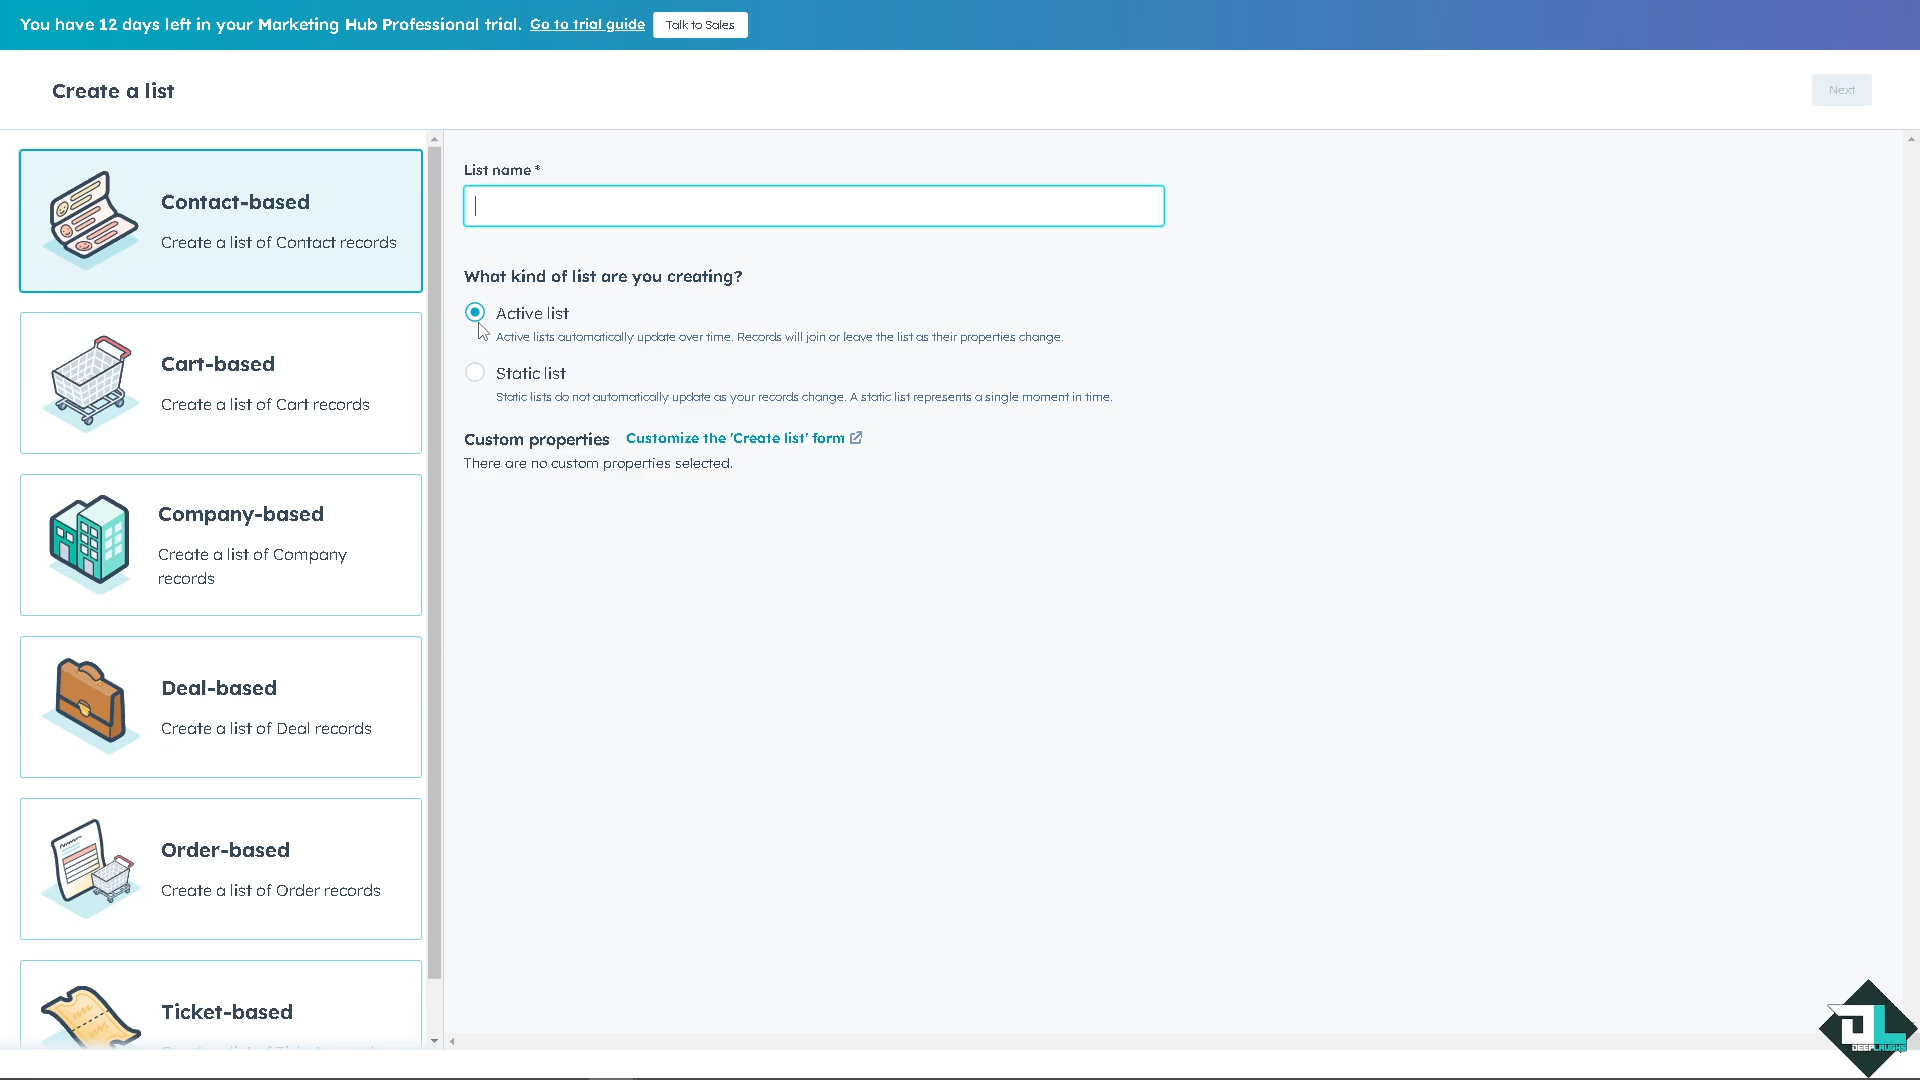 You have 12 days left in your Marketing Hub Professional trial. Go to trial guide Talk to Sales
Create a list
Next
Contact-based
Create a list of Contact records
Cart-based
Create a list of Cart records
Company-based
Create a list of Company
records
Deal-based
Create a list of Deal records
Order-based
Create a list of Order records
Ticket-based
List name *
What kind of list are you creating?
Active list
Active lists automatically update over time. Records will join or leave the list as their properties change.
Static list
Static lists do not automatically update as your records change. A static list represents a single moment in time.
Custom properties Customize the 'Create list' form
There are no custom properties selected.
DEEPLAUGHS